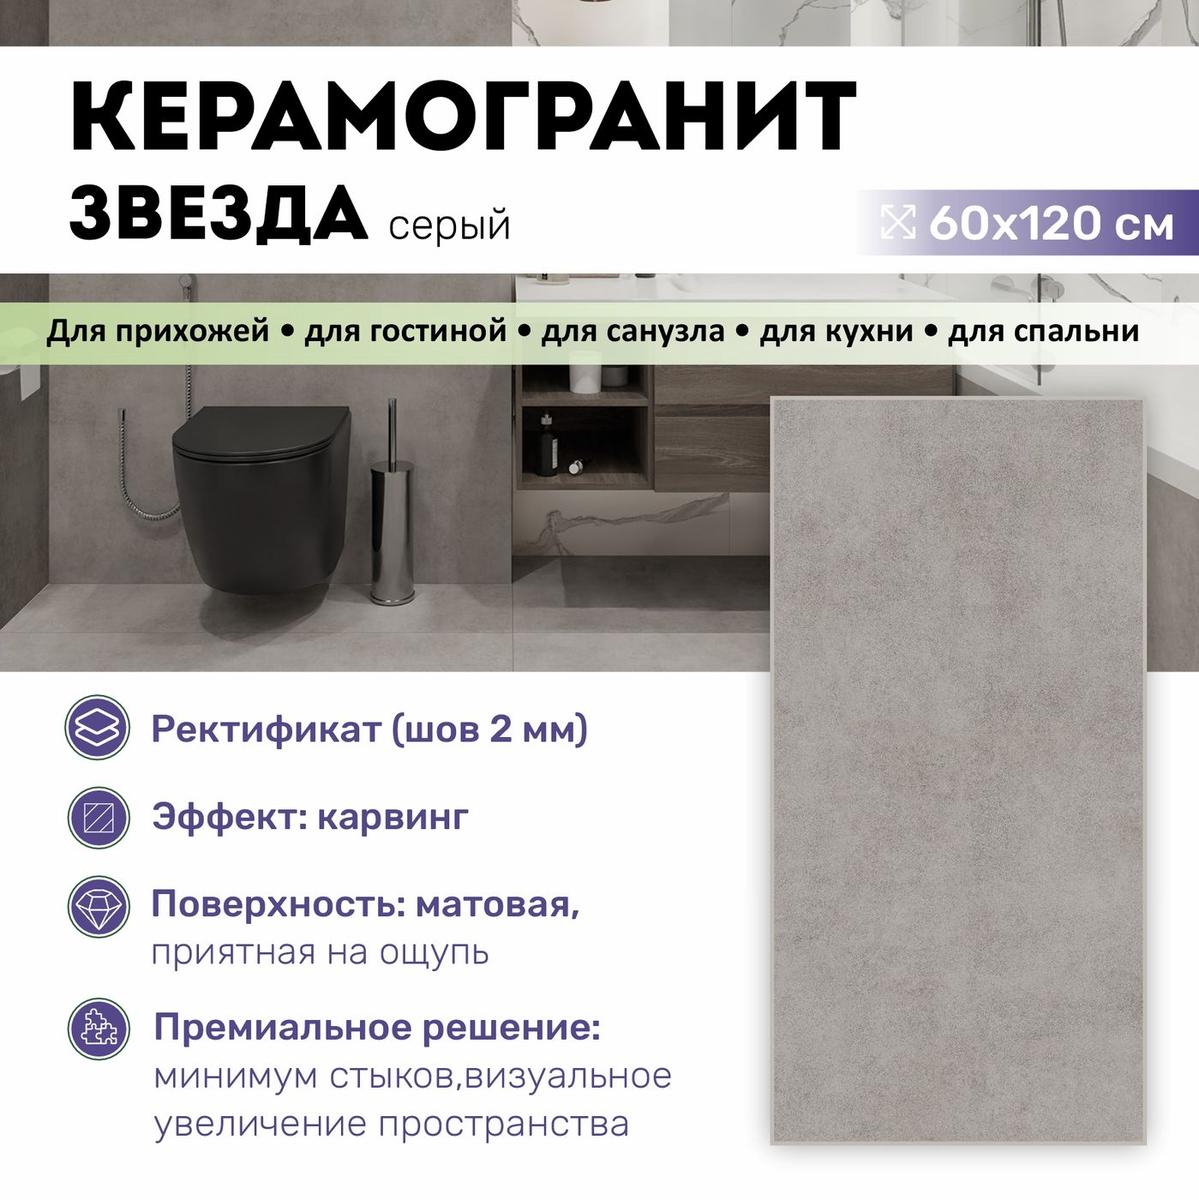 КЕРАМОГРАНИТ
ЗВЕЗДА серый
60x120 см
Для прихожей • для гостиной • для санузла • для кухни • для спальни
Ректификат (шов 2 мм)
Эффект: карвинг
Поверхность: матовая,
приятная на ощупь
Премиальное решение:
минимум стыков,визуальное
увеличение пространства